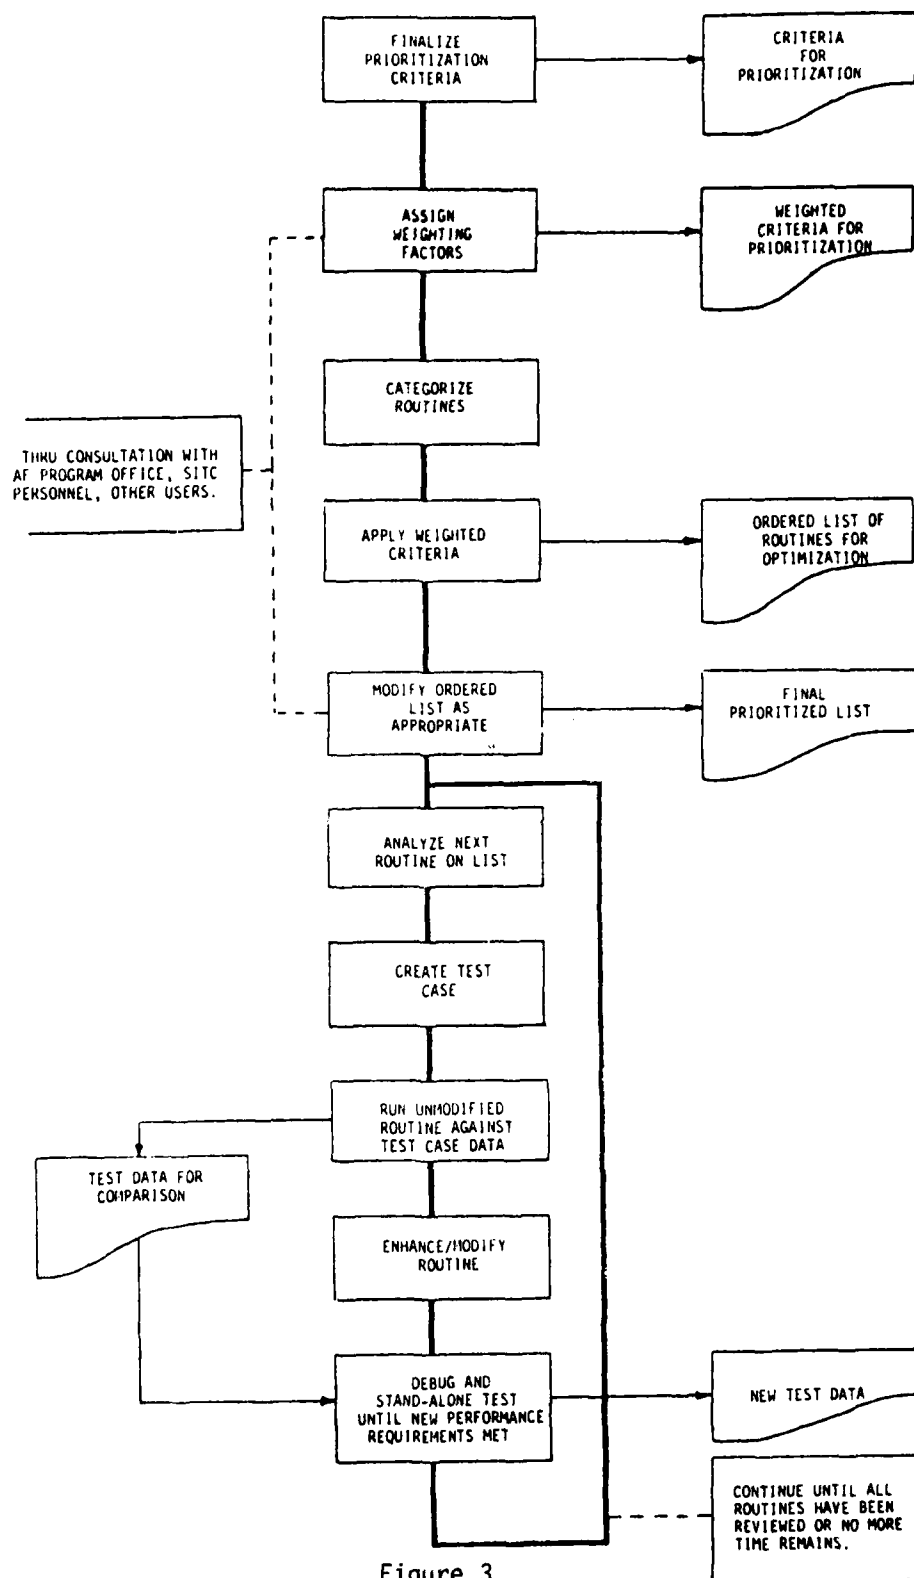 FINALIZE
PRIORITIZATION
CRITERIA
CRITERIA
FOR
PRIORITIZATION
ASSIGN
WEIGHTING
FACTORS
WEIGHTED
CRITERIA FOR
PRIORITIZATION
CATEGORIZE
ROUTINES
THRU CONSULTATION WITH
AF PROGRAM OFFICE, SITC
PERSONNEL, OTHER USERS.
APPLY WEIGHTED
CRITERIA
ORDERED LIST OF
ROUTINES FOR
OPTIMIZATION
MODIFY ORDERED
LIST AS
APPROPRIATE
FINAL
PRIORITIZED LIST
ANALYZE NEXT
ROUTINE ON LIST
CREATE TEST
CASE
RUN UNMODIFIED
ROUTINE AGAINST
TEST CASE DATA
TEST DATA FOR
COMPARISON
ENHANCE/MODIFY
ROUTINE
DEBUG AND
STAND-ALONE TEST
UNTIL NEW PERFORMANCE
REQUIREMENTS MET
NEW TEST DATA
CONTINUE UNTIL ALL
ROUTINES HAVE BEEN
REVIEWED OR NO MORE
TIME REMAINS.
Figure 3